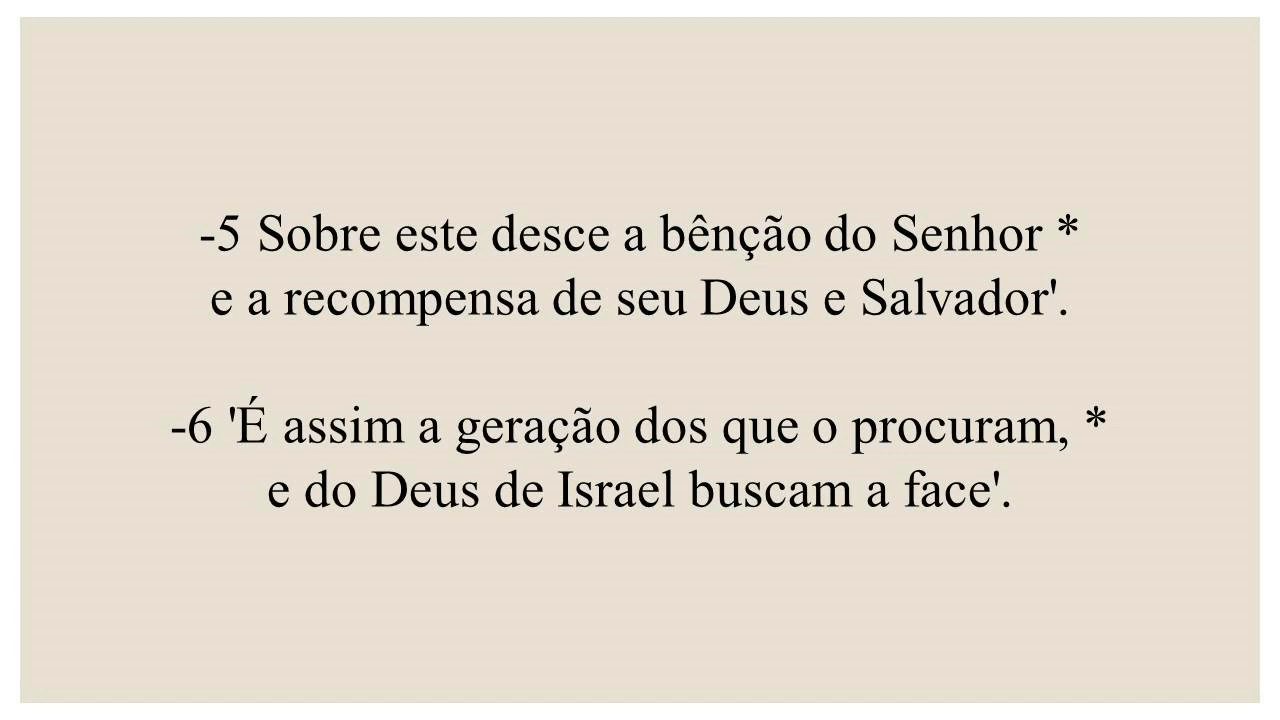 -5 Sobre este desce a bênção do Senhor *
e a recompensa de seu Deus e Salvador'.
-6 'É assim a geração dos que o procuram, *
e do Deus de Israel buscam a face'.